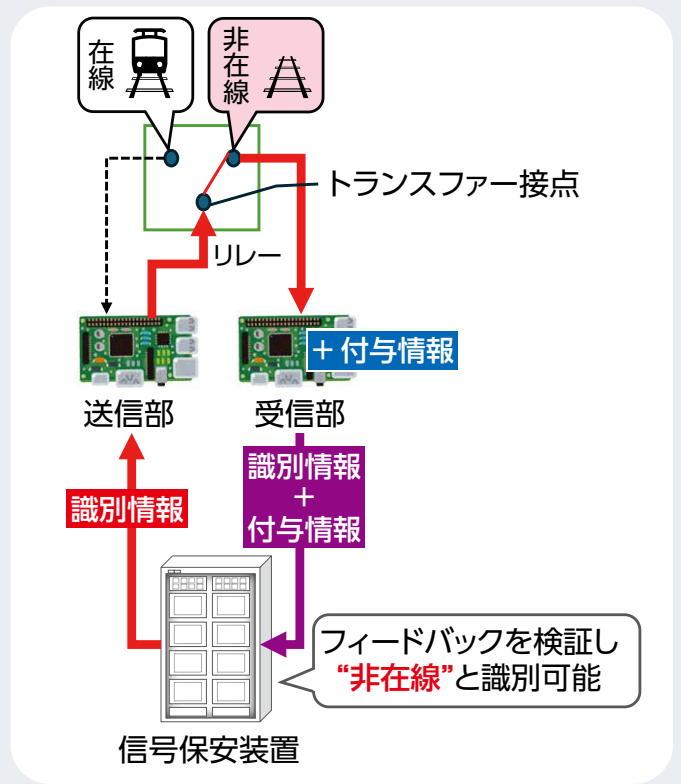 在線
非在線
トランスファー接点
リレー
+ 付与情報
送信部
受信部
識別情報
識別情報
+
付与情報
フィードバックを検証し
“非在線”と識別可能
信号保安装置